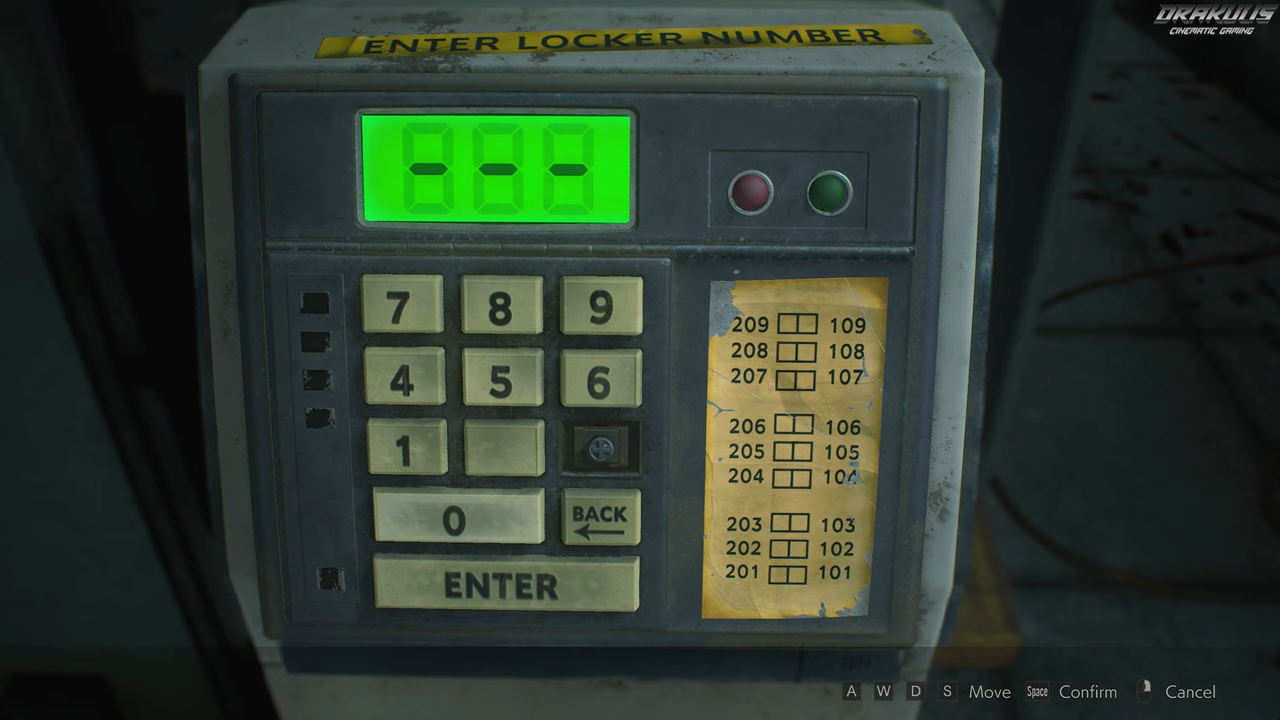 DRAKULIS
CINEMATIC GAMING
ENTER LOCKER NUMBER
- - -
7 8 9
4 5 6
1
0 BACK
ENTER
209 109
208 108
207 107
206 106
205 105
204 104
203 103
202 102
201 101
A W D S Move Space Confirm Cancel